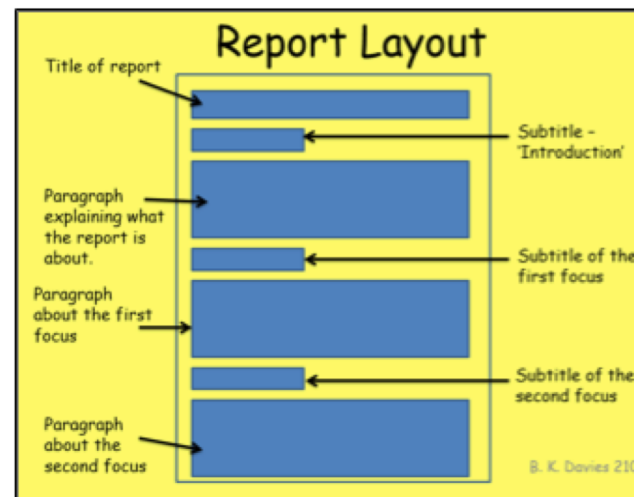 Report Layout
Title of report
Subtitle –
'Introduction'
Paragraph
explaining what
the report is
about.
Subtitle of the
first focus
Paragraph
about the first
focus
Subtitle of the
second focus
Paragraph
about the
second focus
B. K. Davies 210